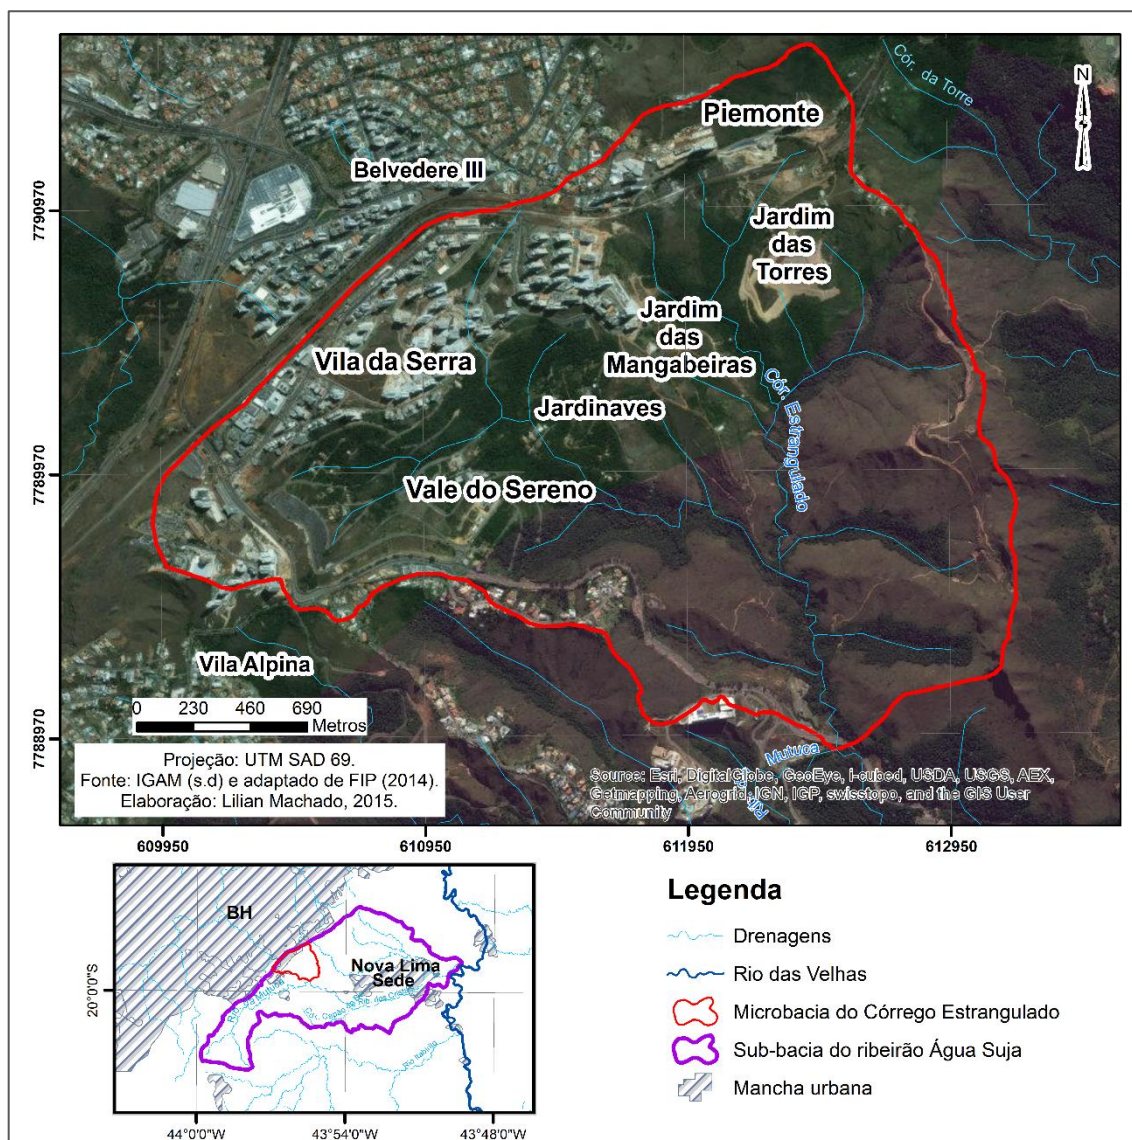 Cór. da Torre
N
Piemonte
Belvedere III
7790970
Jardim
das
Torres
Jardim
das
Mangabeiras
Vila da Serra
Cór. Estrangulado
Jardinaves
7789970
Vale do Sereno
Vila Alpina
0 230 460 690
Metros
7788970
Mutuca
Rib.
Projeção: UTM SAD 69.
Fonte: IGAM (s.d) e adaptado de FIP (2014).
Elaboração: Lilian Machado, 2015.
Source: Esri, DigitalGlobe, GeoEye, i-cubed, USDA, USGS, AEX,
Getmapping, Aerogrid, IGN, IGP, swisstopo, and the GIS User
Community
609950 610950 611950 612950
BH
Nova Lima
Sede
20°0'0"S
44°0'0"W 43°54'0"W 43°48'0"W
Legenda
Drenagens
Rio das Velhas
Microbacia do Córrego Estrangulado
Sub-bacia do ribeirão Água Suja
Mancha urbana